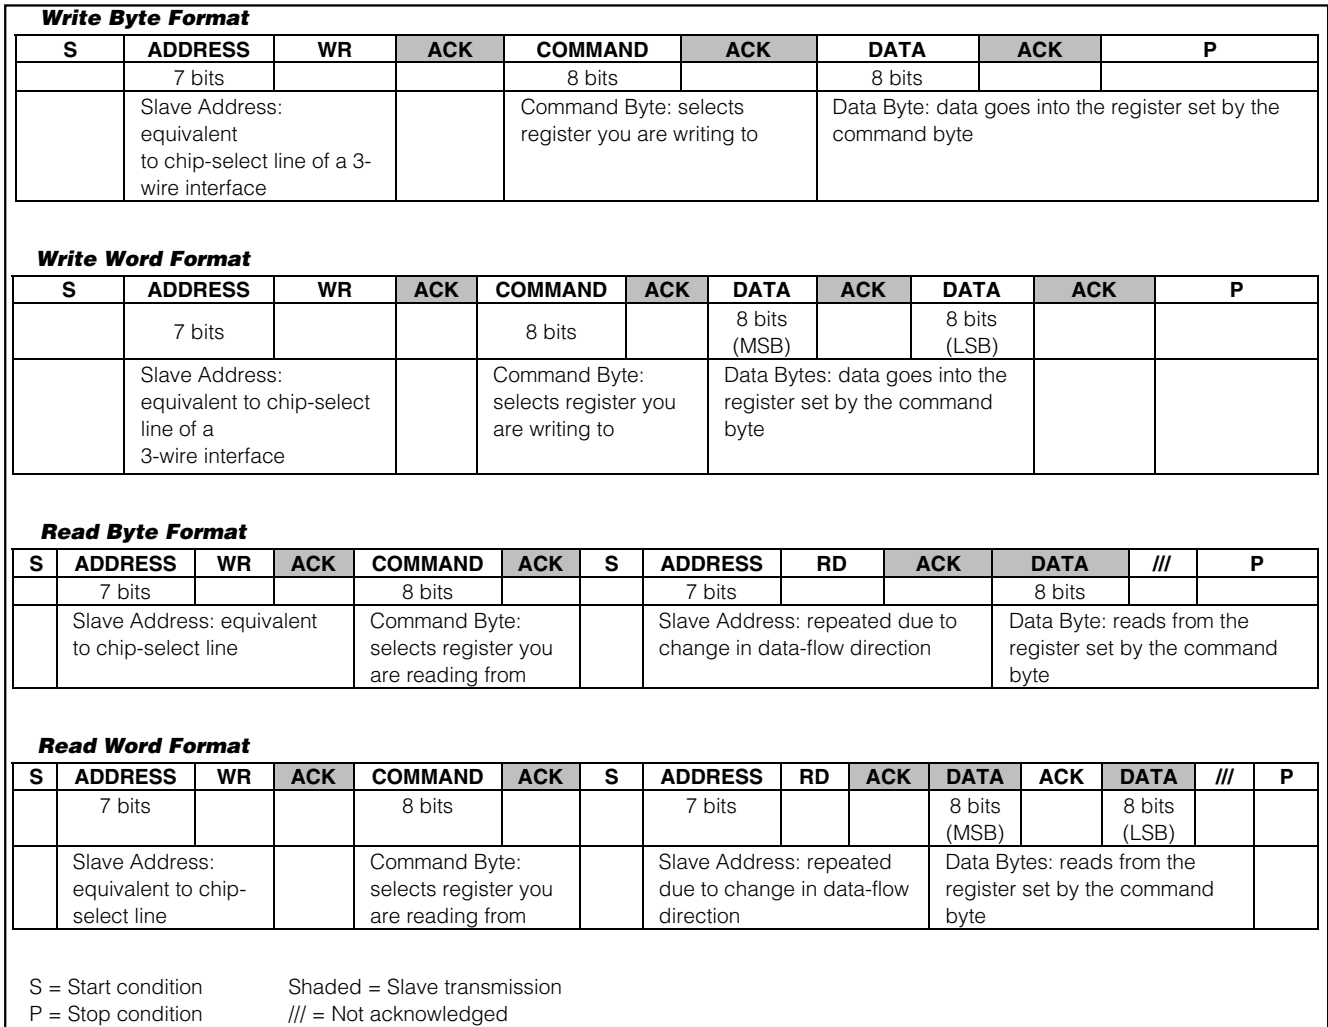 Write Byte Format
S ADDRESS WR ACK COMMAND ACK DATA ACK P
7 bits 8 bits 8 bits
Slave Address:
equivalent
to chip-select line of a 3-
wire interface
Command Byte: selects
register you are writing to
Data Byte: data goes into the register set by the
command byte
Write Word Format
S ADDRESS WR ACK COMMAND ACK DATA ACK DATA ACK P
7 bits 8 bits
8 bits
(MSB)
8 bits
(LSB)
Slave Address:
equivalent to chip-select
line of a
3-wire interface
Command Byte:
selects register you
are writing to
Data Bytes: data goes into the
register set by the command
byte
Read Byte Format
S ADDRESS WR ACK COMMAND ACK S ADDRESS RD ACK DATA /// P
7 bits 8 bits 7 bits 8 bits
Slave Address: equivalent
to chip-select line
Command Byte:
selects register you
are reading from
Slave Address: repeated due to
change in data-flow direction
Data Byte: reads from the
register set by the command
byte
Read Word Format
S ADDRESS WR ACK COMMAND ACK S ADDRESS RD ACK DATA ACK DATA /// P
7 bits 8 bits 7 bits
8 bits
(MSB)
8 bits
(LSB)
Slave Address:
equivalent to chip-
select line
Command Byte:
selects register you
are reading from
Slave Address: repeated
due to change in data-flow
direction
Data Bytes: reads from the
register set by the command
byte
S = Start condition Shaded = Slave transmission
P = Stop condition /// = Not acknowledged